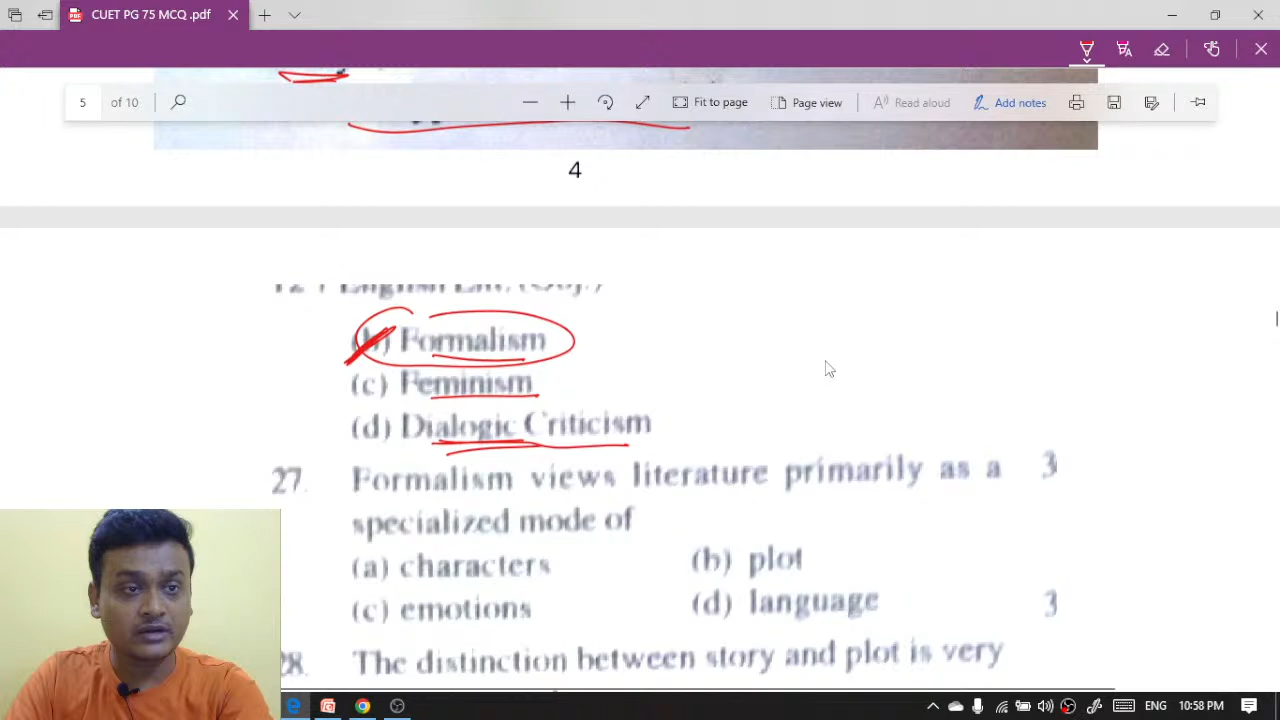 CUET PG 75 MCQ .pdf
5 of 10
Fit to page
Page view
Read aloud
Add notes
4
(b) Formalism
(c) Feminism
(d) Dialogic Criticism
27. Formalism views literature primarily as a 3
specialized mode of
(a) characters (b) plot
(c) emotions (d) language 3
28. The distinction between story and plot is very
ENG 10:58 PM